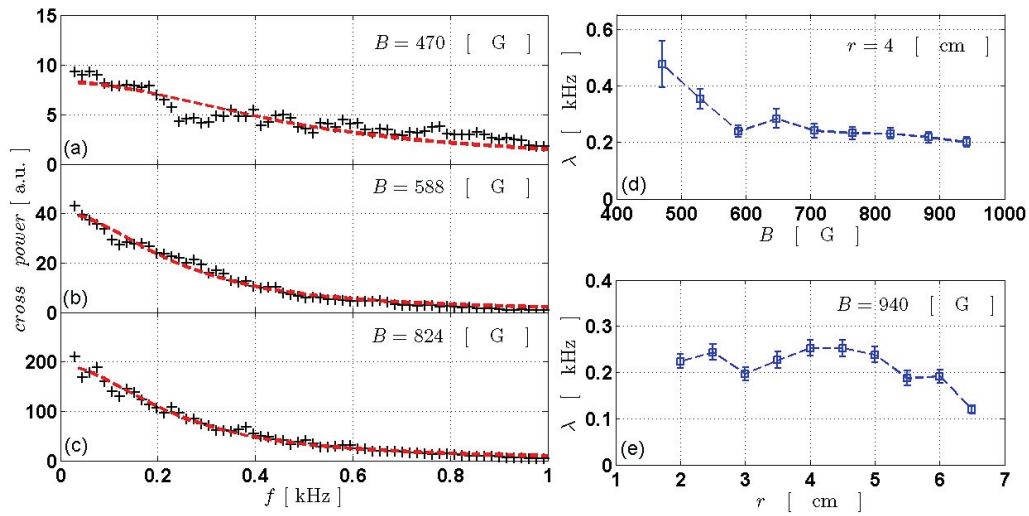 cross power [ a.u. ]
15
10
5
0
B = 470 [ G ]
(a)
40
20
0
B = 588 [ G ]
(b)
200
100
0
B = 824 [ G ]
(c)
0 0.2 0.4 0.6 0.8 1
f [ kHz ]
λ [ kHz ]
0.6
0.4
0.2
0
r = 4 [ cm ]
(d)
400 500 600 700 800 900 1000
B [ G ]
λ [ kHz ]
0.4
0.3
0.2
0.1
0
B = 940 [ G ]
(e)
1 2 3 4 5 6 7
r [ cm ]